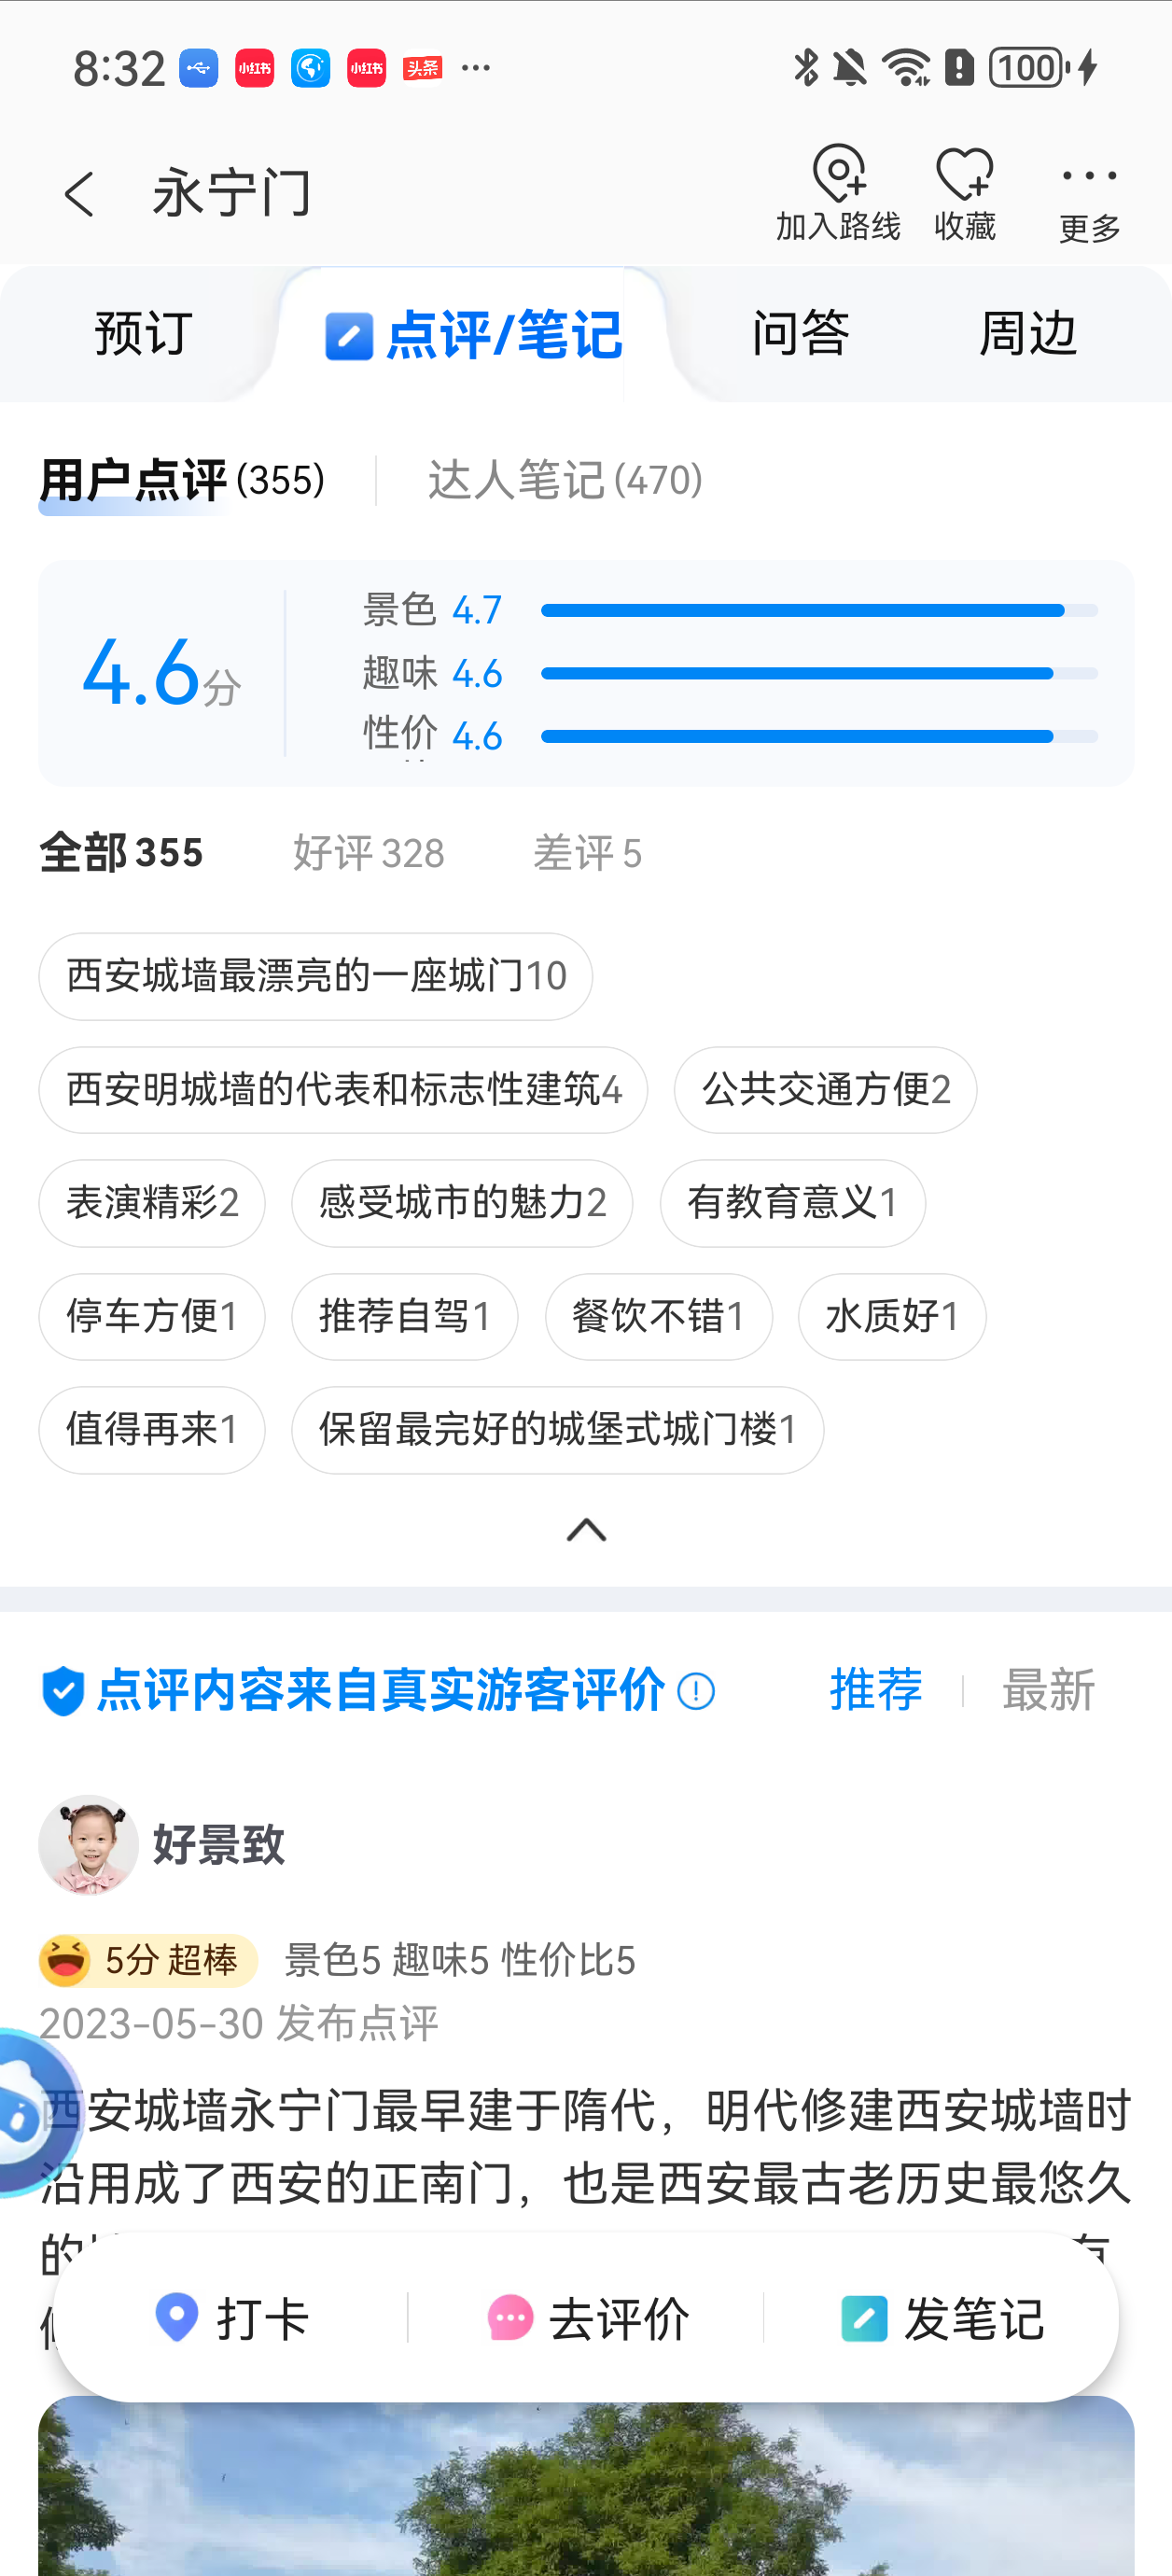 8:32 小红书 小红书 头条 ··· 100
永宁门
加入路线 收藏 更多
预订 点评/笔记 问答 周边
用户点评(355) 达人笔记(470)
4.6分
景色 4.7
趣味 4.6
性价 4.6
全部 355 好评 328 差评 5
西安城墙最漂亮的一座城门10
西安明城墙的代表和标志性建筑4 公共交通方便2
表演精彩2 感受城市的魅力2 有教育意义1
停车方便1 推荐自驾1 餐饮不错1 水质好1
值得再来1 保留最完好的城堡式城门楼1
点评内容来自真实游客评价 推荐 最新
好景致
5分 超棒 景色5 趣味5 性价比5
2023-05-30 发布点评
西安城墙永宁门最早建于隋代，明代修建西安城墙时
沿用成了西安的正南门，也是西安最古老历史最悠久
的
打卡 去评价 发笔记